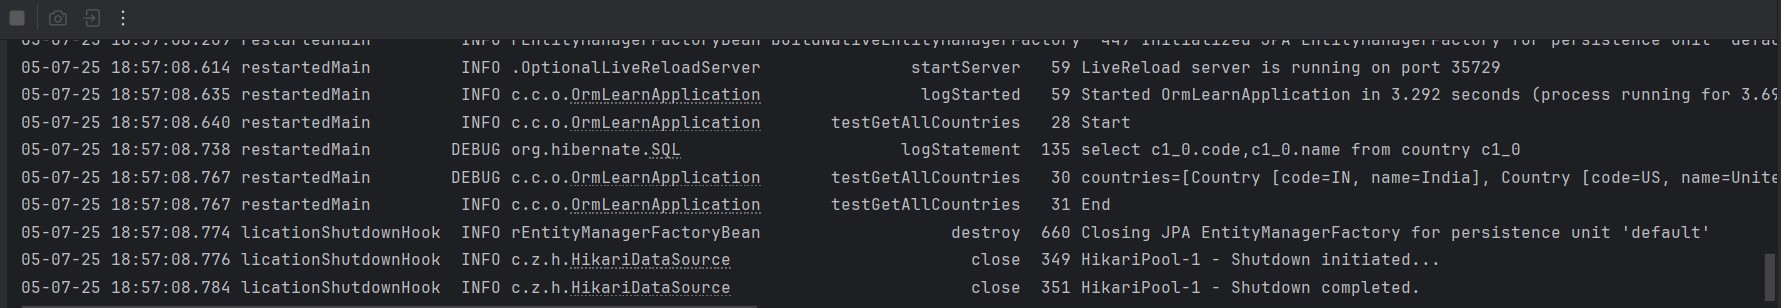 05-07-25 18:57:08.269 restartedMain INFO rEntityManagerFactoryBean buildNativeEntityManagerFactory 447 Initialized JPA EntityManagerFactory for persistence unit 'defau
05-07-25 18:57:08.614 restartedMain INFO .OptionalLiveReloadServer startServer 59 LiveReload server is running on port 35729
05-07-25 18:57:08.635 restartedMain INFO c.c.o.OrmLearnApplication logStarted 59 Started OrmLearnApplication in 3.292 seconds (process running for 3.69
05-07-25 18:57:08.640 restartedMain INFO c.c.o.OrmLearnApplication testGetAllCountries 28 Start
05-07-25 18:57:08.738 restartedMain DEBUG org.hibernate.SQL logStatement 135 select c1_0.code,c1_0.name from country c1_0
05-07-25 18:57:08.767 restartedMain DEBUG c.c.o.OrmLearnApplication testGetAllCountries 30 countries=[Country [code=IN, name=India], Country [code=US, name=Unite
05-07-25 18:57:08.767 restartedMain INFO c.c.o.OrmLearnApplication testGetAllCountries 31 End
05-07-25 18:57:08.774 licationShutdownHook INFO rEntityManagerFactoryBean destroy 660 Closing JPA EntityManagerFactory for persistence unit 'default'
05-07-25 18:57:08.776 licationShutdownHook INFO c.z.h.HikariDataSource close 349 HikariPool-1 - Shutdown initiated...
05-07-25 18:57:08.784 licationShutdownHook INFO c.z.h.HikariDataSource close 351 HikariPool-1 - Shutdown completed.